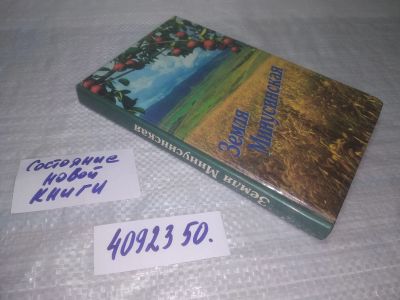 Земля
Минусинская
Земля Минусинская
Состояние
новой
книги
4092350.